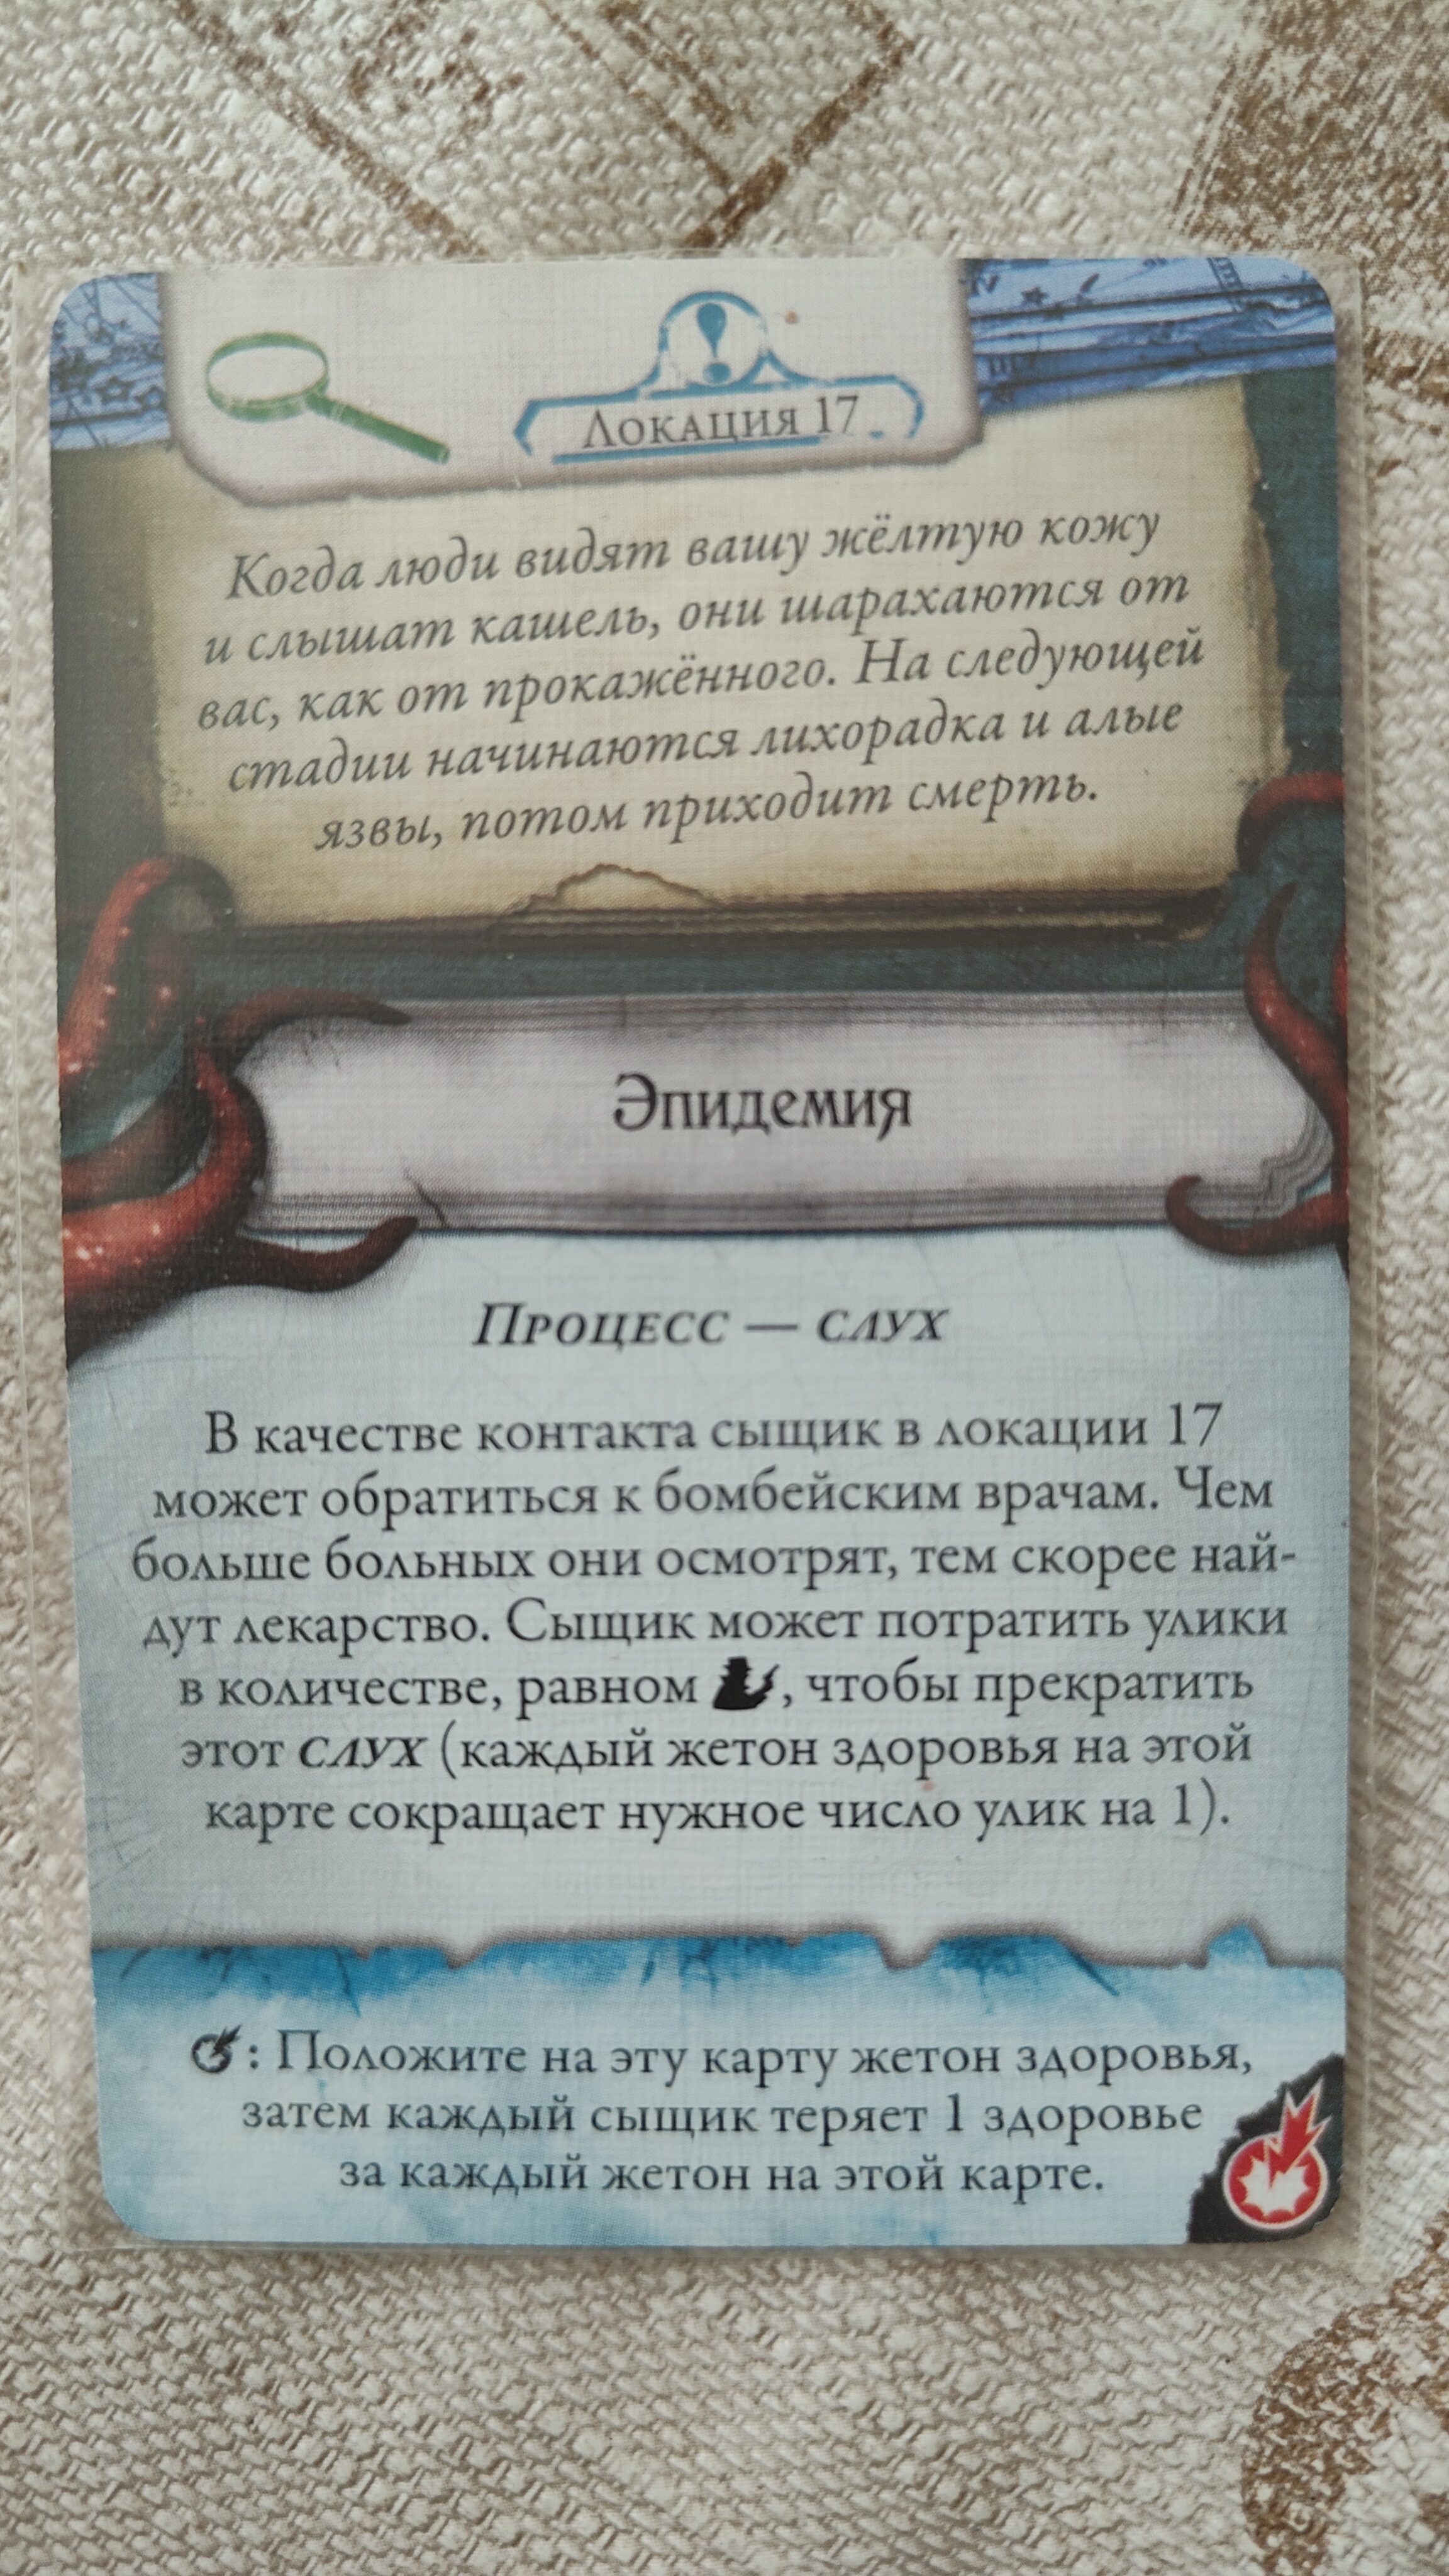 Локация 17
Когда люди видят вашу жёлтую кожу
и слышат кашель, они шарахаются от
вас, как от прокажённого. На следующей
стадии начинаются лихорадка и алые
язвы, потом приходит смерть.
Эпидемия
Процесс — слух
В качестве контакта сыщик в локации 17
может обратиться к бомбейским врачам. Чем
больше больных они осмотрят, тем скорее най-
дут лекарство. Сыщик может потратить улики
в количестве, равном , чтобы прекратить
этот СЛУХ (каждый жетон здоровья на этой
карте сокращает нужное число улик на 1).
: Положите на эту карту жетон здоровья,
затем каждый сыщик теряет 1 здоровье
за каждый жетон на этой карте.